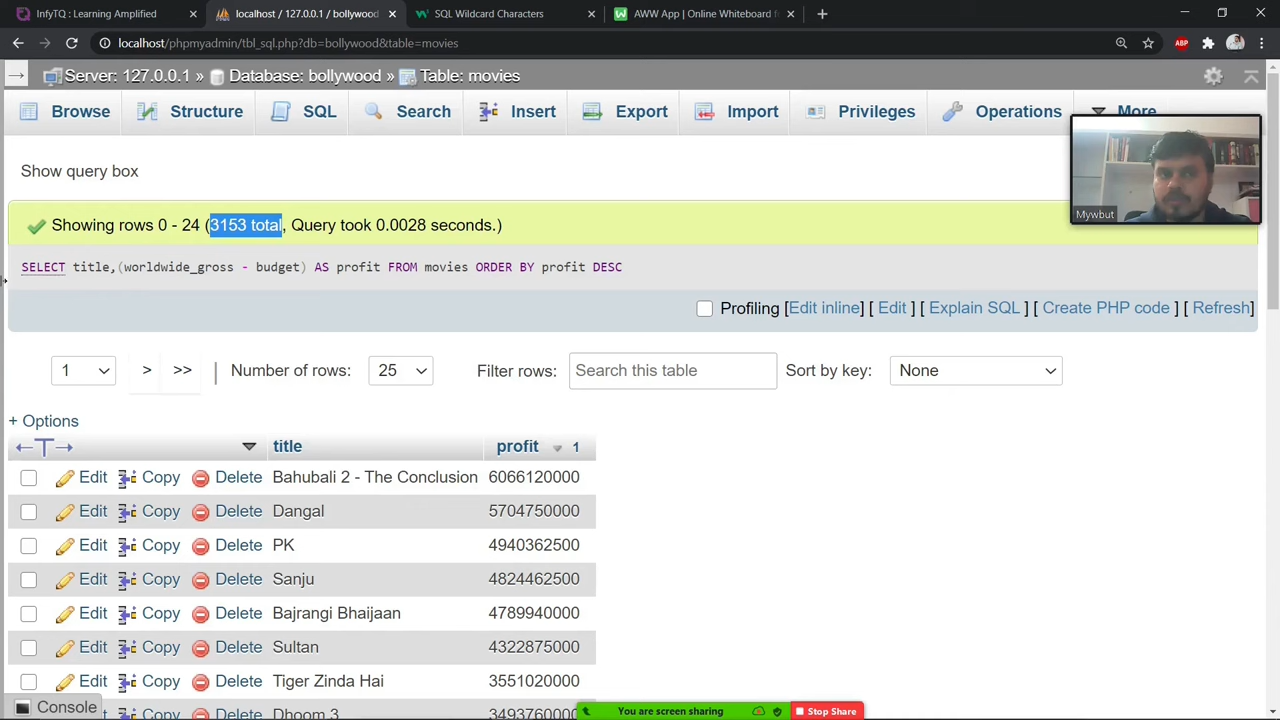 InfyTQ : Learning Amplified
localhost / 127.0.0.1 / bollywood
SQL Wildcard Characters
AWW App | Online Whiteboard for
localhost/phpmyadmin/tbl_sql.php?db=bollywood&table=movies
ABP
Server: 127.0.0.1 » Database: bollywood » Table: movies
Browse Structure SQL Search Insert Export Import Privileges Operations More
Mywbut
Show query box
Showing rows 0 - 24 (3153 total, Query took 0.0028 seconds.)
SELECT title,(worldwide_gross - budget) AS profit FROM movies ORDER BY profit DESC
Profiling [Edit inline] [ Edit ] [ Explain SQL ] [ Create PHP code ] [ Refresh]
1 > >> | Number of rows: 25 Filter rows: Search this table Sort by key: None
+ Options
←T→ title profit 1
Edit Copy Delete Bahubali 2 - The Conclusion 6066120000
Edit Copy Delete Dangal 5704750000
Edit Copy Delete PK 4940362500
Edit Copy Delete Sanju 4824462500
Edit Copy Delete Bajrangi Bhaijaan 4789940000
Edit Copy Delete Sultan 4322875000
Edit Copy Delete Tiger Zinda Hai 3551020000
Console Delete Dhoom 3 3493760000
You are screen sharing Stop Share